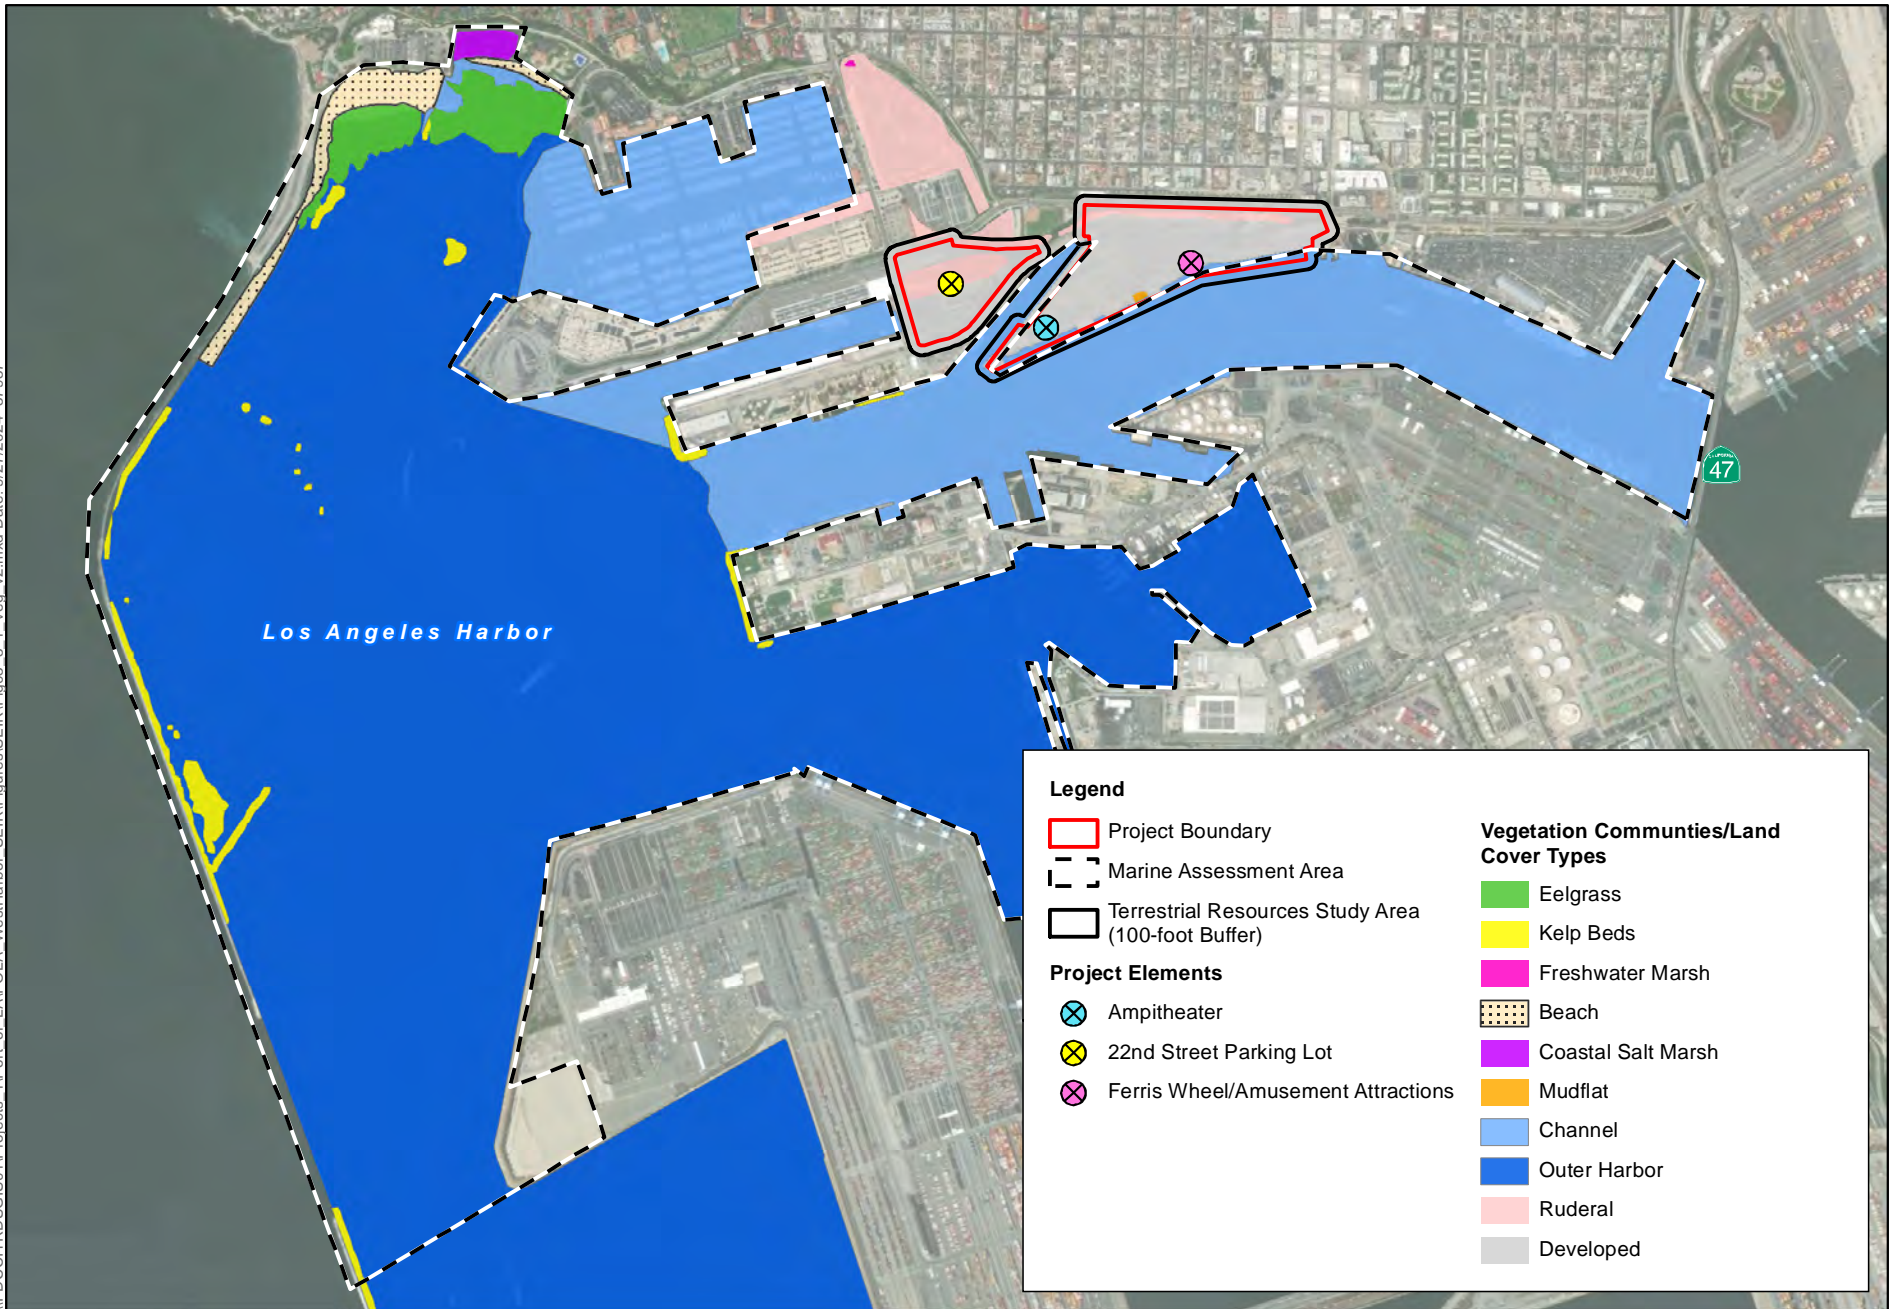 Los Angeles Harbor
CALIFORNIA
47
Legend
Project Boundary
Marine Assessment Area
Terrestrial Resources Study Area
(100-foot Buffer)
Project Elements
Ampitheater
22nd Street Parking Lot
Ferris Wheel/Amusement Attractions
Vegetation Communties/Land
Cover Types
Eelgrass
Kelp Beds
Freshwater Marsh
Beach
Coastal Salt Marsh
Mudflat
Channel
Outer Harbor
Ruderal
Developed